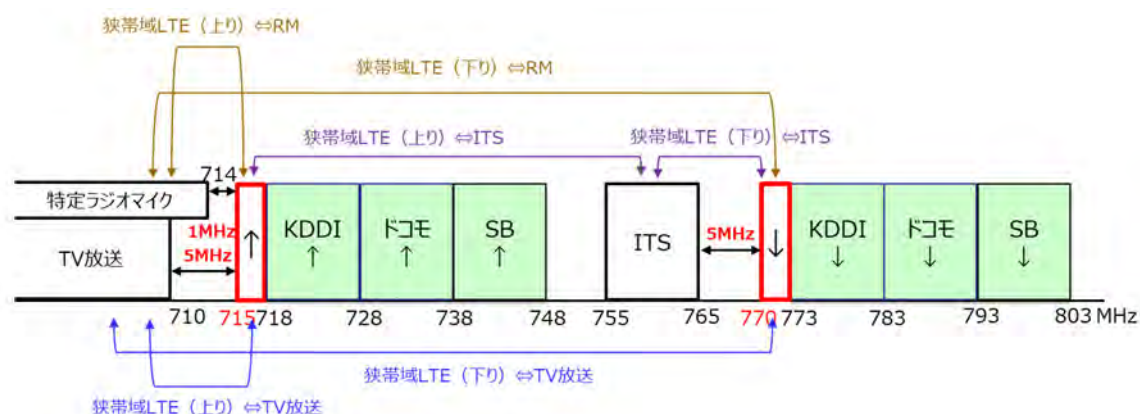 狭帯域LTE（上り）⇔RM
狭帯域LTE（下り）⇔RM
狭帯域LTE（上り）⇔ITS
狭帯域LTE（下り）⇔ITS
714
特定ラジオマイク
TV放送
1MHz
5MHz
↑
KDDI
↑
ドコモ
↑
SB
↑
ITS
5MHz
↓
KDDI
↓
ドコモ
↓
SB
↓
710 715 718 728 738 748 755 765 770 773 783 793 803 MHz
狭帯域LTE（下り）⇔TV放送
狭帯域LTE（上り）⇔TV放送